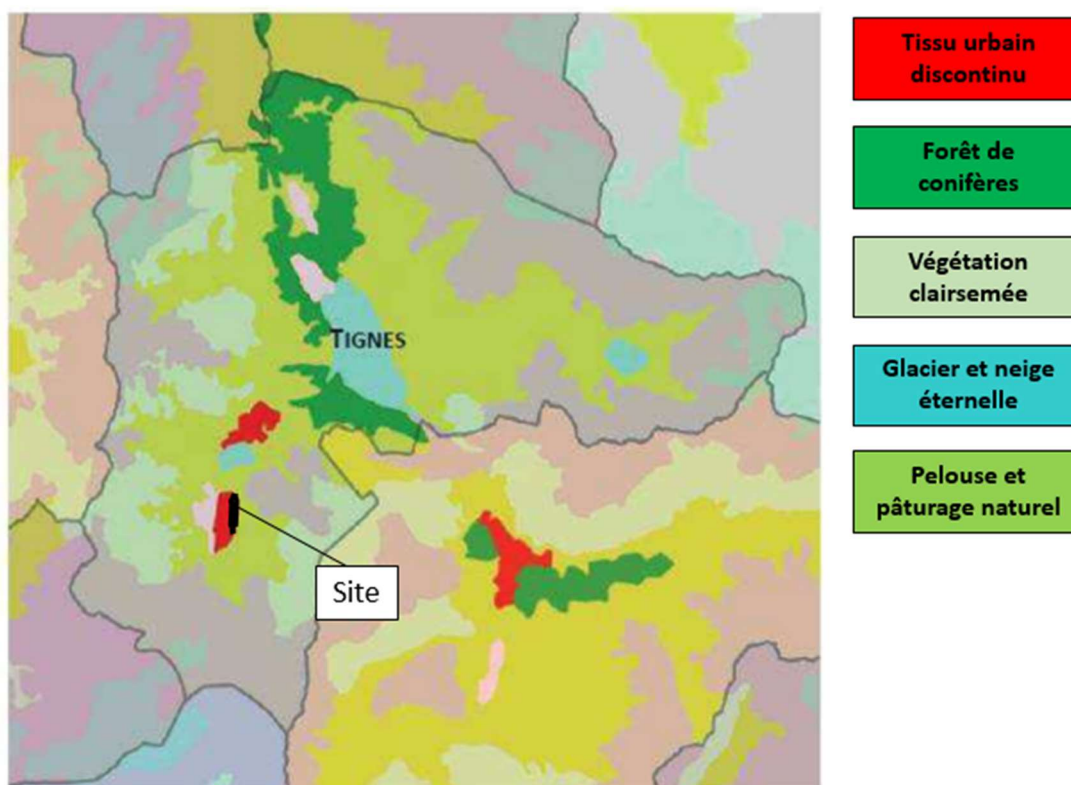 Tissu urbain
discontinu
Forêt de
conifères
Végétation
clairsemée
TIGNES
Glacier et neige
éternelle
Pelouse et
pâturage naturel
Site